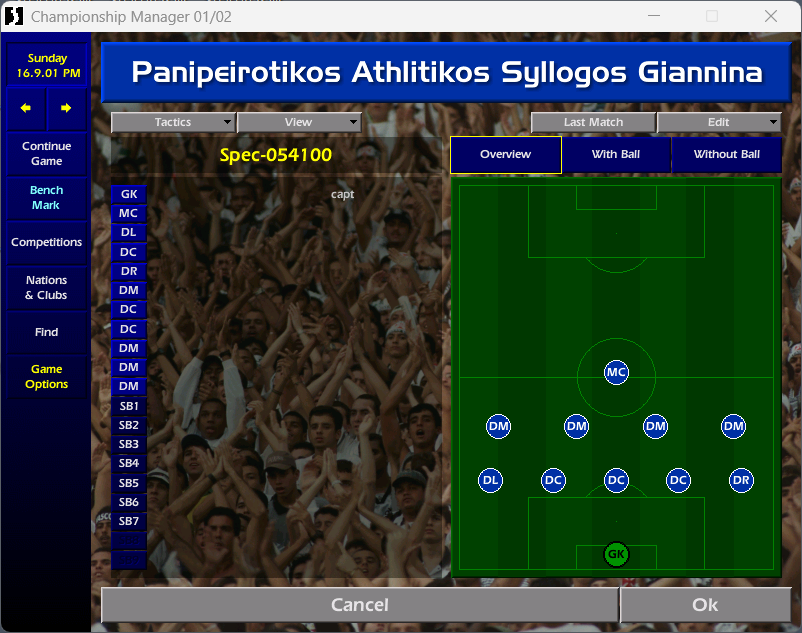 Championship Manager 01/02
Sunday
16.9.01 PM
Continue
Game
Bench
Mark
Competitions
Nations
& Clubs
Find
Game
Options
Panipeirotikos Athlitikos Syllogos Giannina
Tactics View Last Match Edit
Spec-054100
Overview With Ball Without Ball
GK capt
MC
DL
DC
DR
DM
DC
DC
DM
DM
DM
SB1
SB2
SB3
SB4
SB5
SB6
SB7
MC
DM DM DM DM
DL DC DC DC DR
GK
Cancel Ok